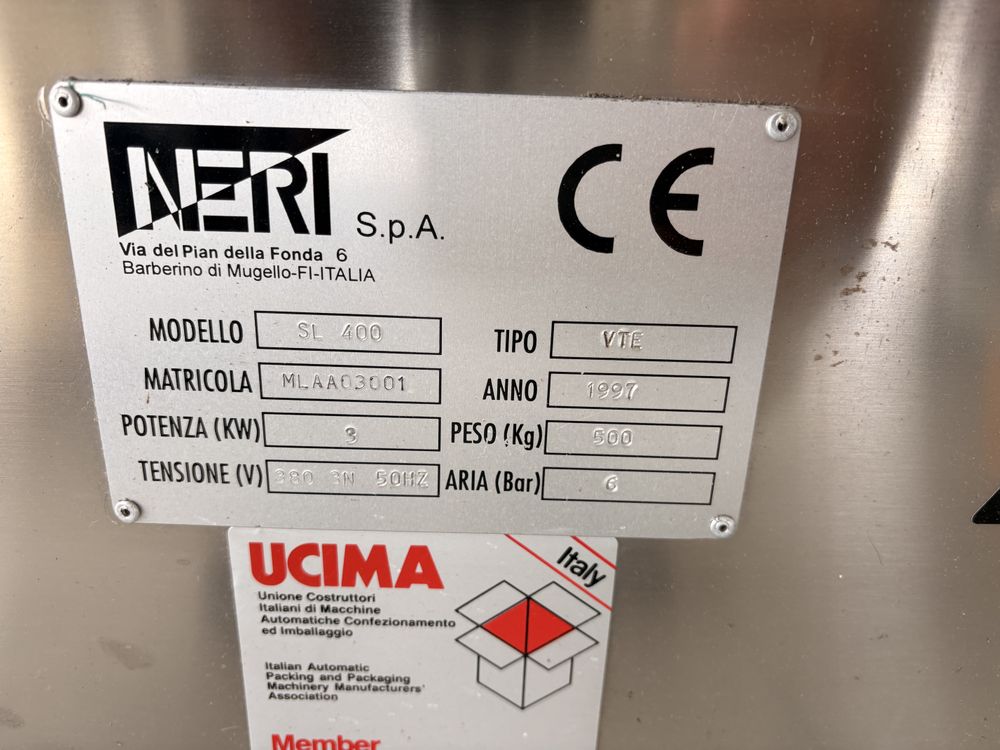 NERI S.p.A.
CE
Via del Pian della Fonda 6
Barberino di Mugello-FI-ITALIA
MODELLO SL 400 TIPO VTE
MATRICOLA MLAA03001 ANNO 1997
POTENZA (KW) 3 PESO (Kg) 500
TENSIONE (V) 380 3N 50HZ ARIA (Bar) 6
UCIMA
Italy
Unione Costruttori
Italiani di Macchine
Automatiche Confezionamento
ed Imballaggio
Italian Automatic
Packing and Packaging
Machinery Manufacturers'
Association
Member